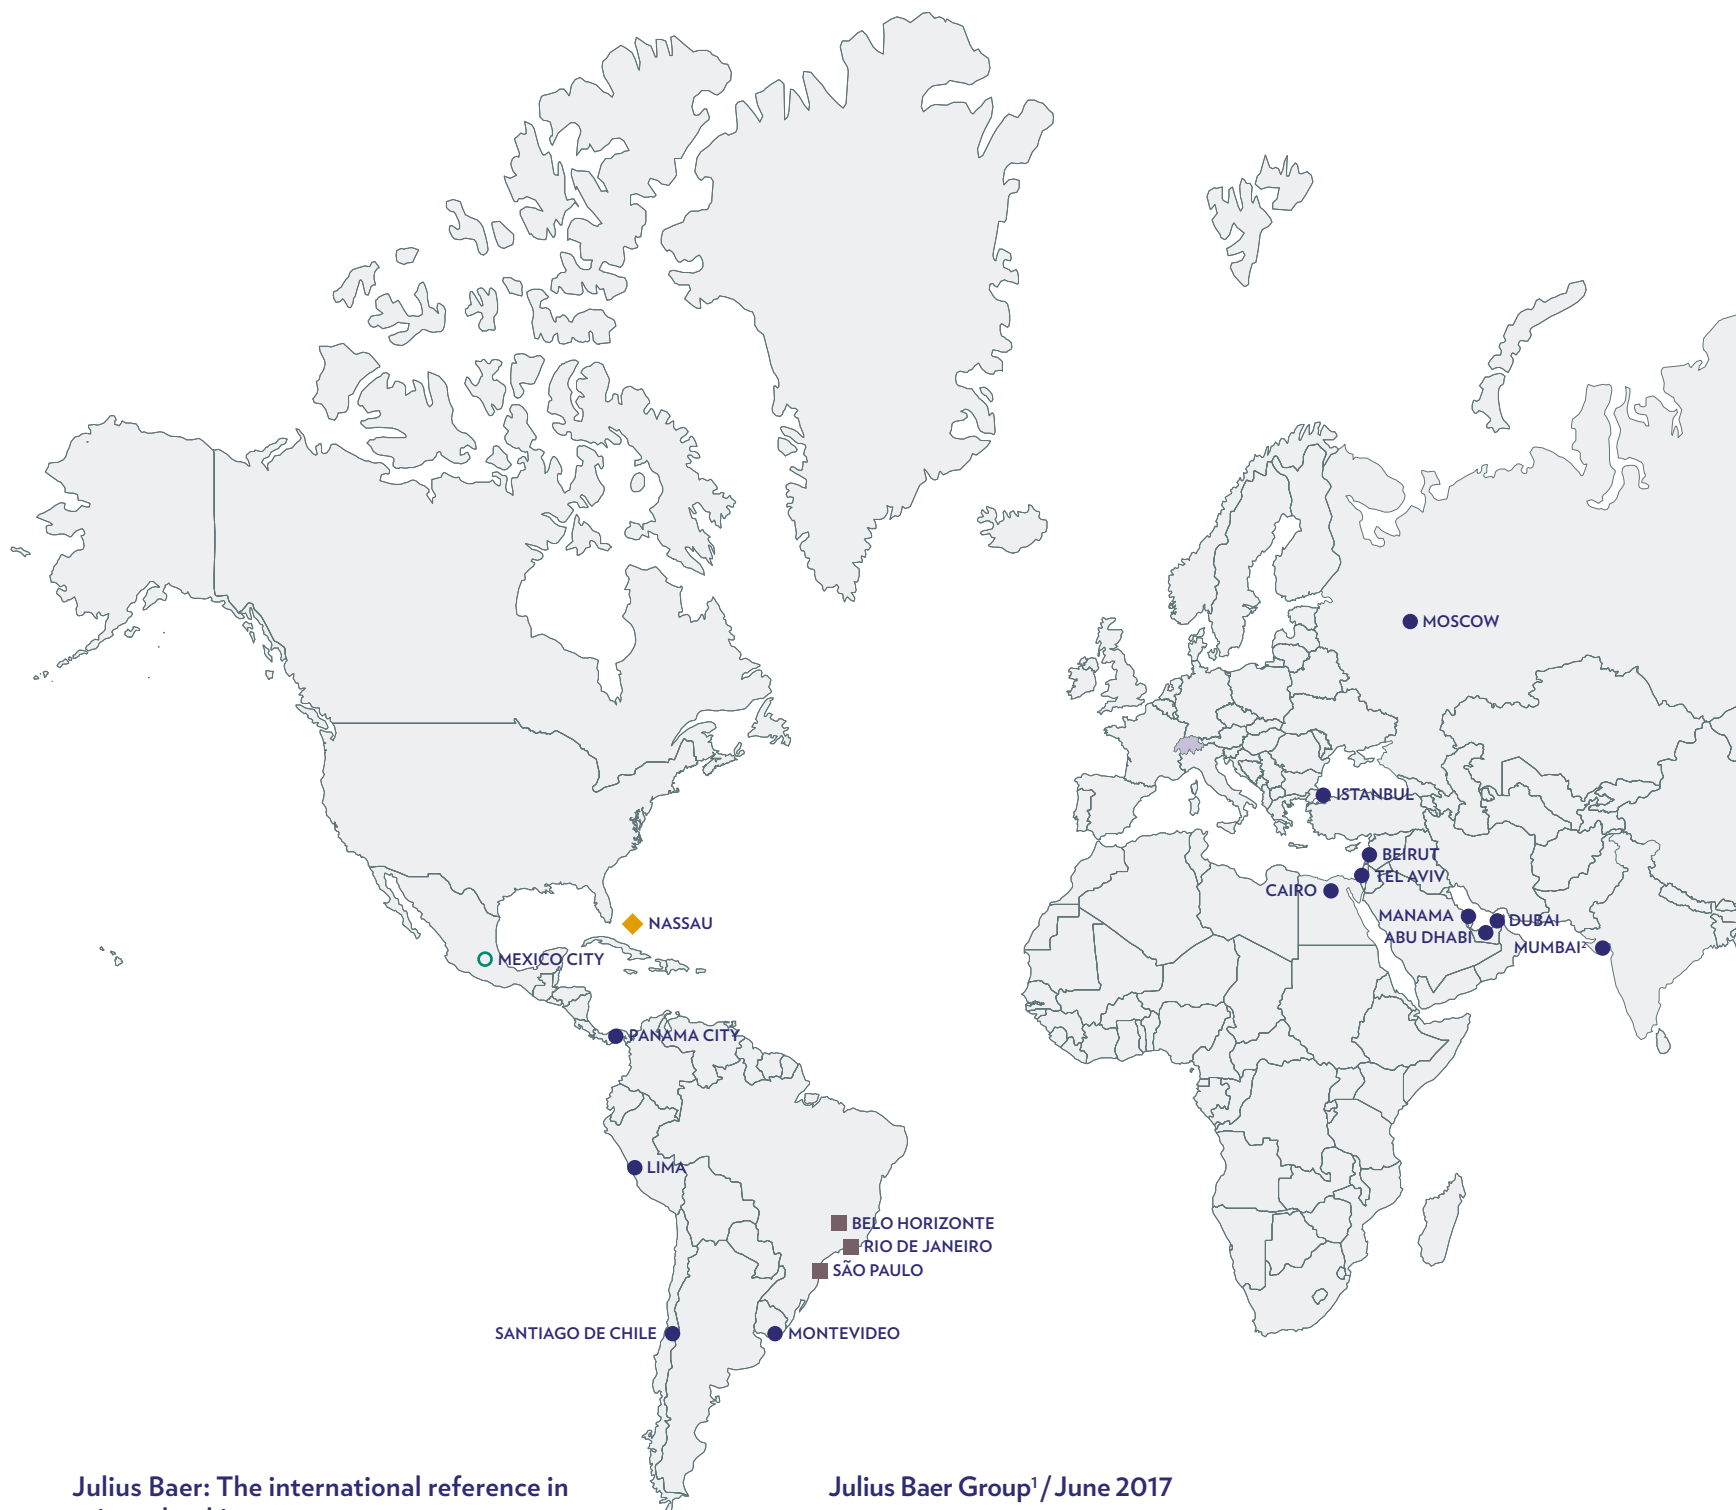 MOSCOW
ISTANBUL
BEIRUT
TEL AVIV
CAIRO
MANAMA
DUBAI
ABU DHABI
MUMBAI²
NASSAU
MEXICO CITY
PANAMA CITY
LIMA
BELO HORIZONTE
RIO DE JANEIRO
SÃO PAULO
SANTIAGO DE CHILE
MONTEVIDEO
Julius Baer: The international reference in
Julius Baer Group¹ / June 2017